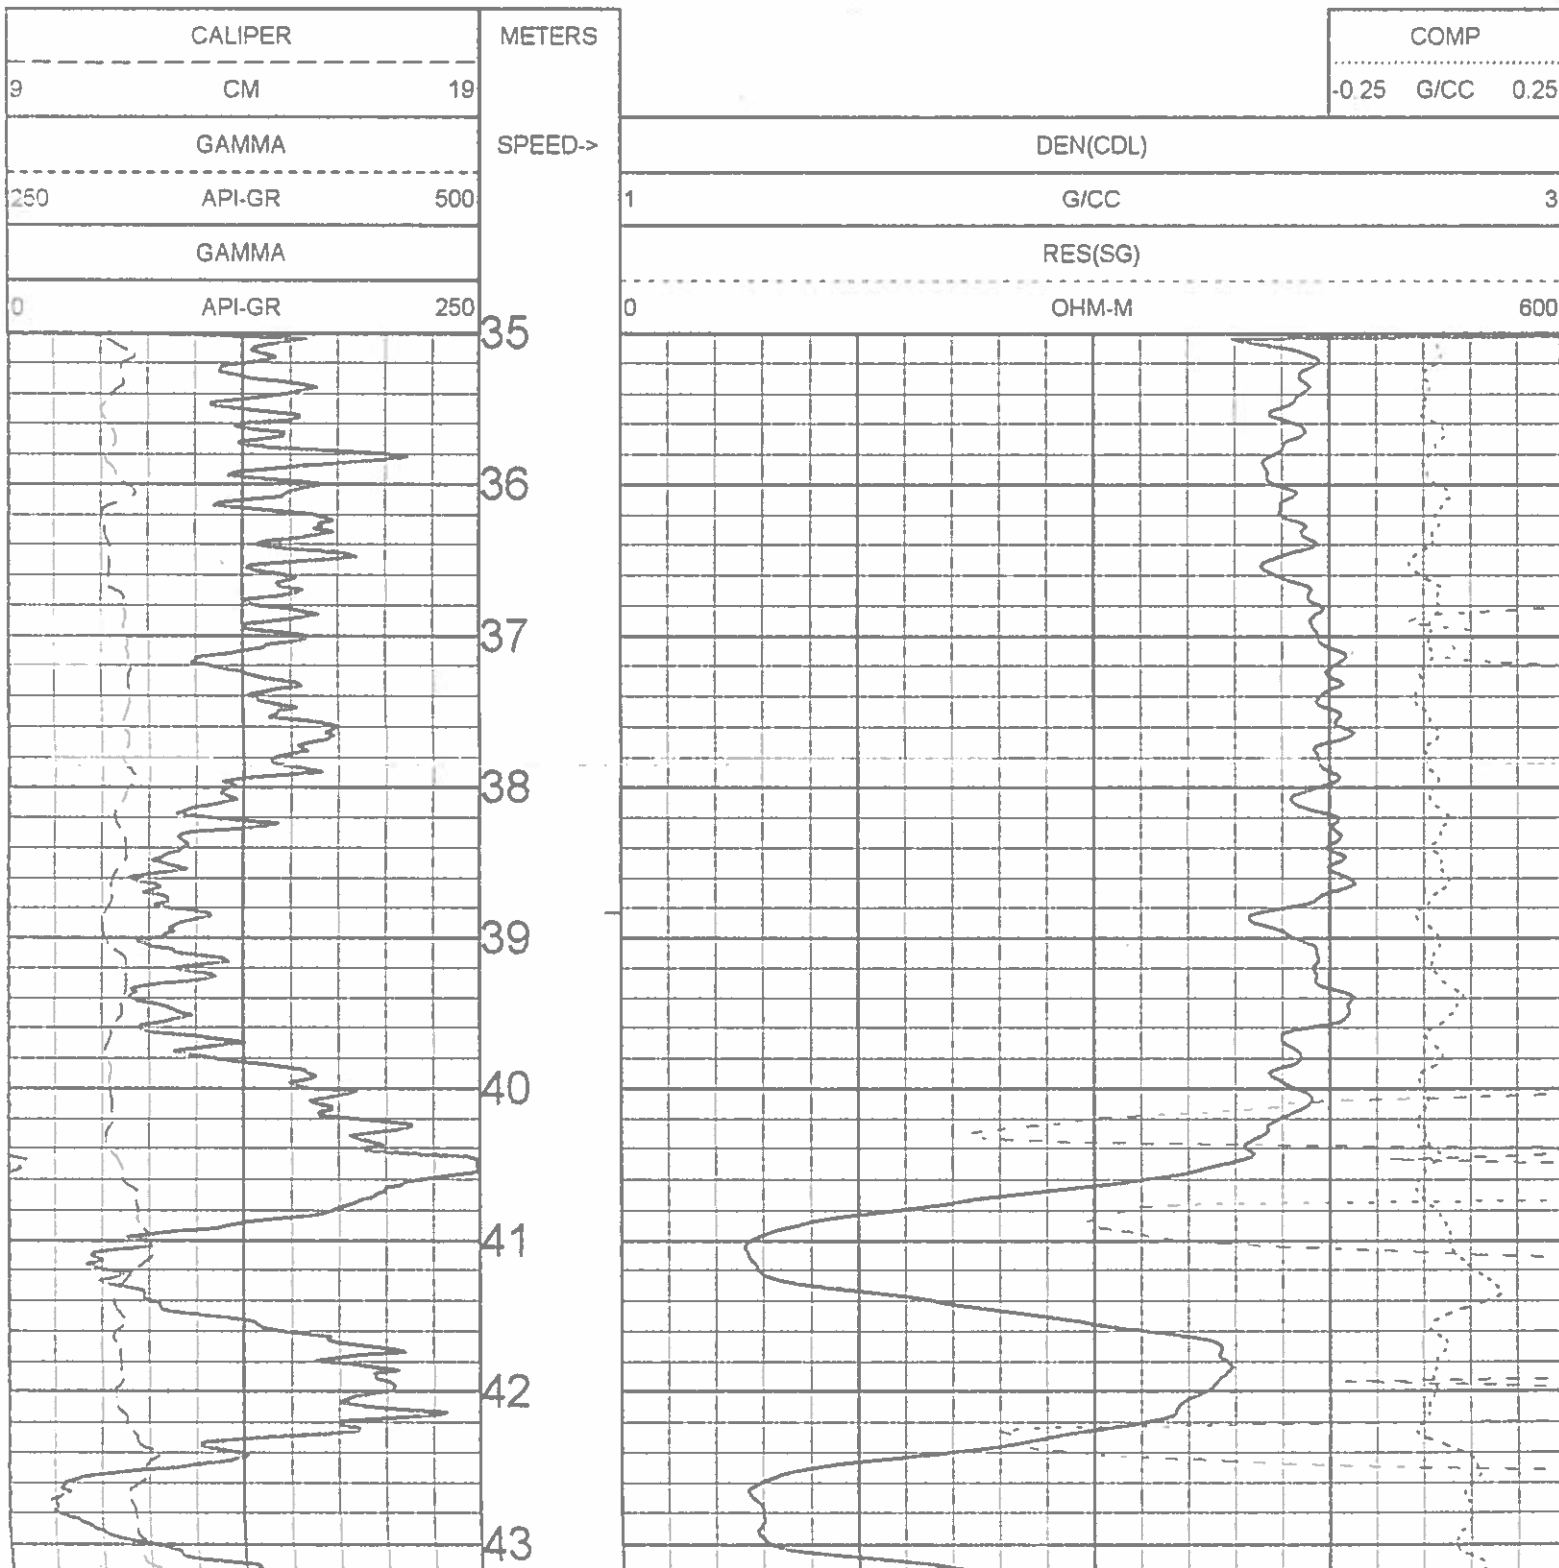 CALIPER METERS COMP
9 CM 19 -0.25 G/CC 0.25
GAMMA SPEED-> DEN(CDL)
250 API-GR 500 1 G/CC 3
GAMMA RES(SG)
0 API-GR 250 0 OHM-M 600
35
36
37
38
39
40
41
42
43